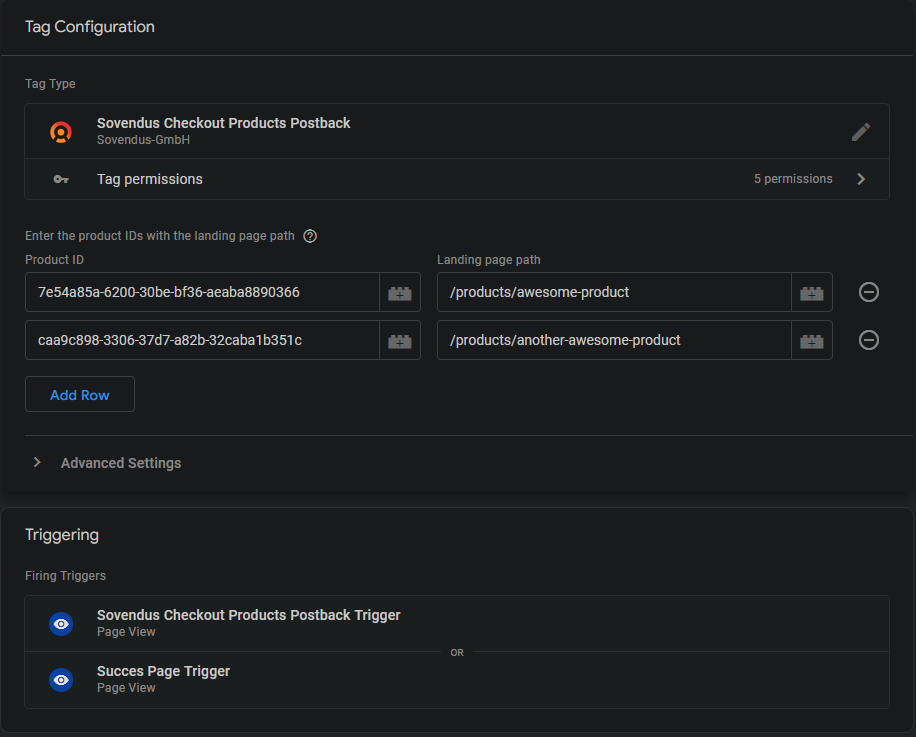 Tag Configuration
Tag Type
Sovendus Checkout Products Postback
Sovendus-GmbH
Tag permissions
5 permissions
Enter the product IDs with the landing page path
Product ID
Landing page path
7e54a85a-6200-30be-bf36-aeaba8890366
/products/awesome-product
caa9c898-3306-37d7-a82b-32caba1b351c
/products/another-awesome-product
Add Row
Advanced Settings
Triggering
Firing Triggers
Sovendus Checkout Products Postback Trigger
Page View
OR
Succes Page Trigger
Page View